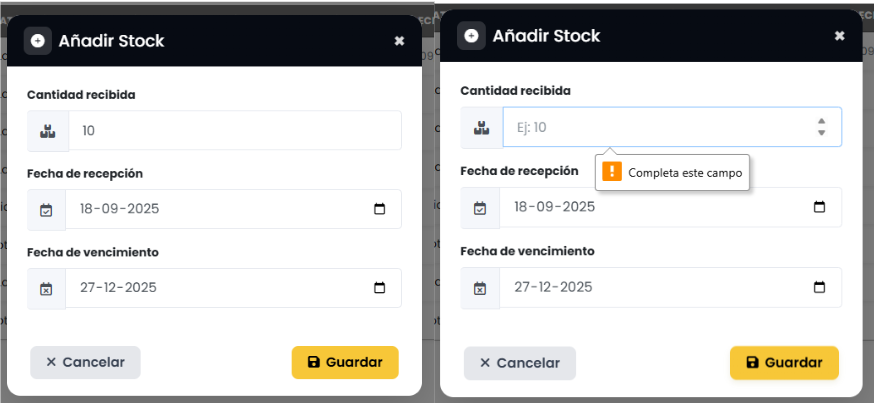 Añadir Stock
Cantidad recibida
10
Fecha de recepción
18-09-2025
Fecha de vencimiento
27-12-2025
Cancelar
Guardar
Añadir Stock
Cantidad recibida
Ej: 10
Completa este campo
Fecha de recepción
18-09-2025
Fecha de vencimiento
27-12-2025
Cancelar
Guardar